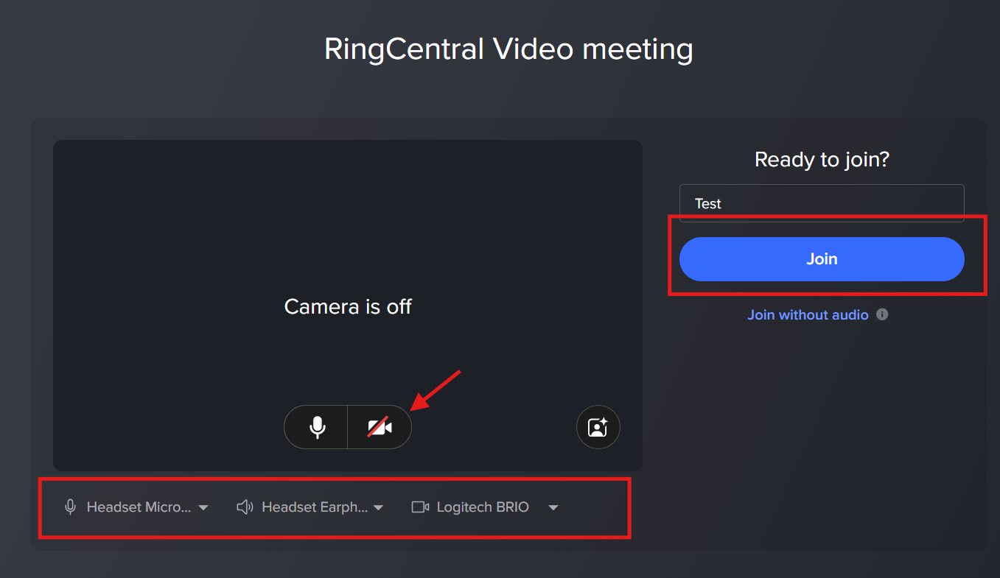 RingCentral Video meeting
Ready to join?
Test
Join
Join without audio
Camera is off
Headset Micro...
Headset Earph...
Logitech BRIO